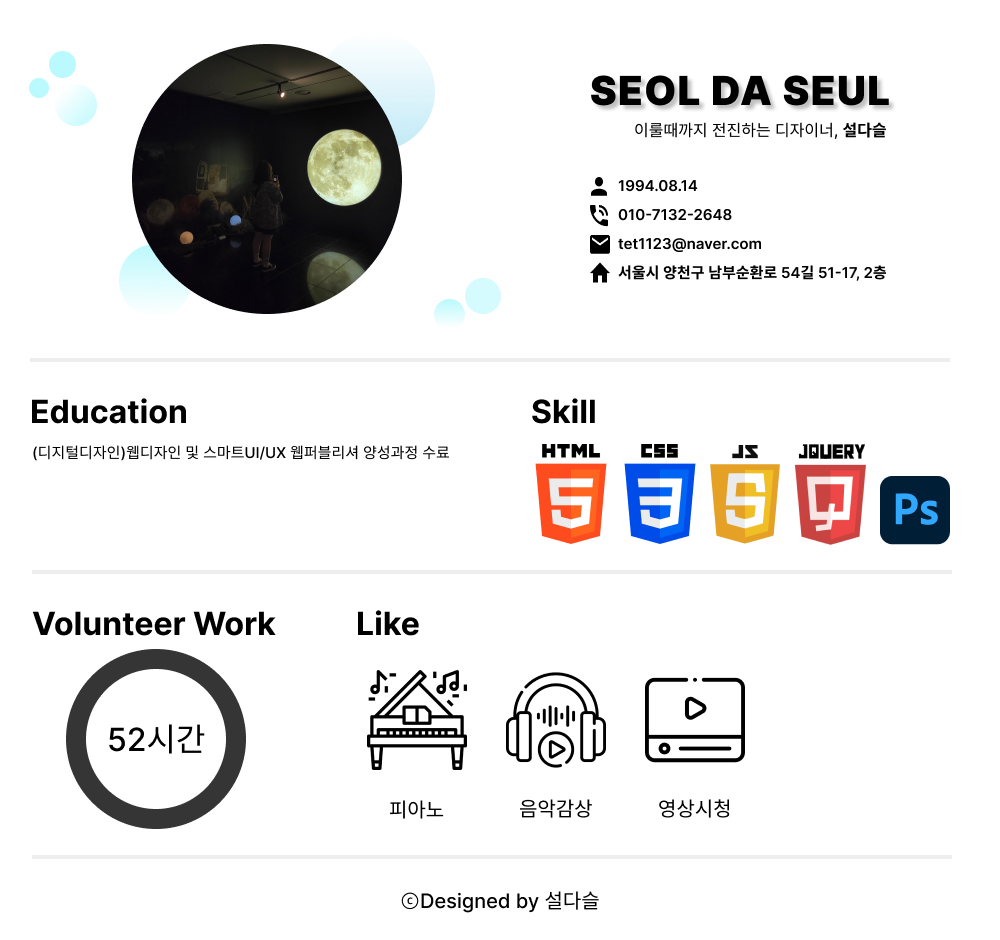 SEOL DA SEUL
이룰때까지 전진하는 디자이너, 설다슬
1994.08.14
010-7132-2648
tet1123@naver.com
서울시 양천구 남부순환로 54길 51-17, 2층
Education
(디지털디자인)웹디자인 및 스마트UI/UX 웹퍼블리셔 양성과정 수료
Skill
HTML CSS JS JQUERY
5 3 S Ps
Volunteer Work
52시간
Like
피아노 음악감상 영상시청
ⓒDesigned by 설다슬